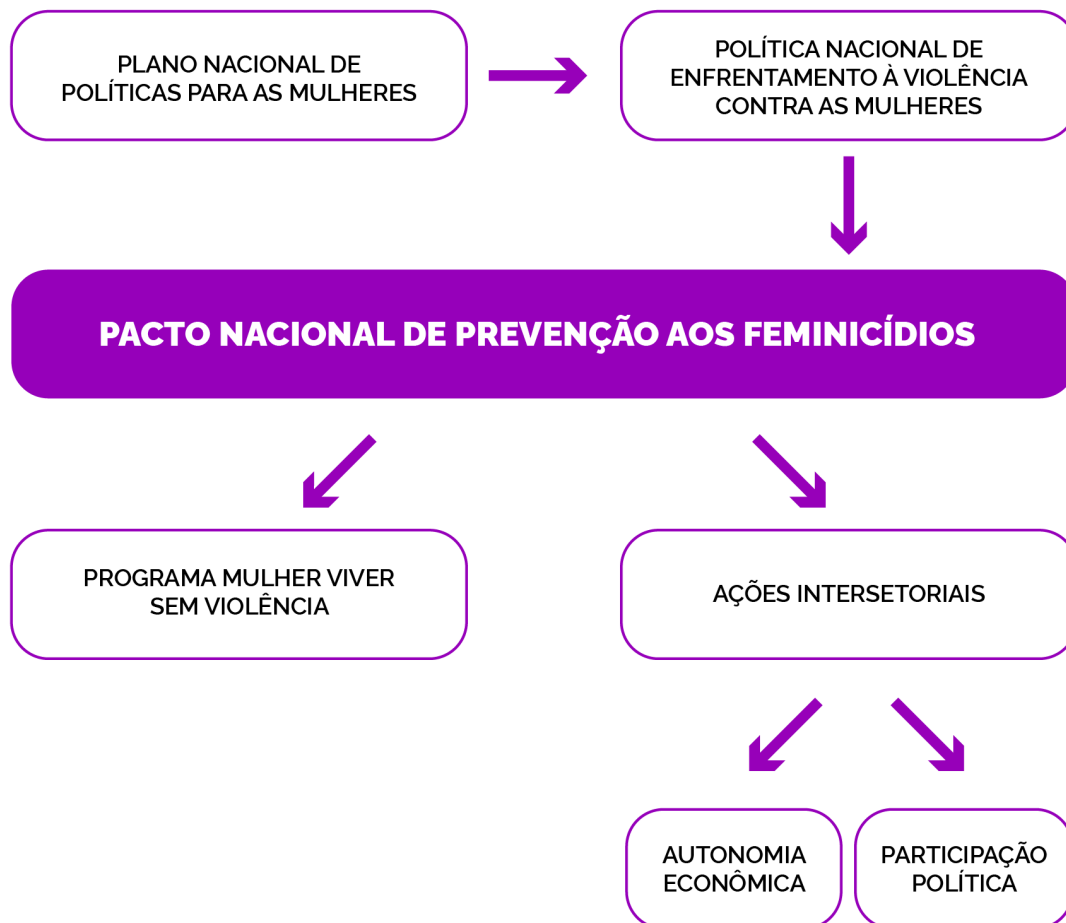 PLANO NACIONAL DE
POLÍTICAS PARA AS MULHERES
POLÍTICA NACIONAL DE
ENFRENTAMENTO À VIOLÊNCIA
CONTRA AS MULHERES
PACTO NACIONAL DE PREVENÇÃO AOS FEMINICÍDIOS
PROGRAMA MULHER VIVER
SEM VIOLÊNCIA
AÇÕES INTERSETORIAIS
AUTONOMIA
ECONÔMICA
PARTICIPAÇÃO
POLÍTICA